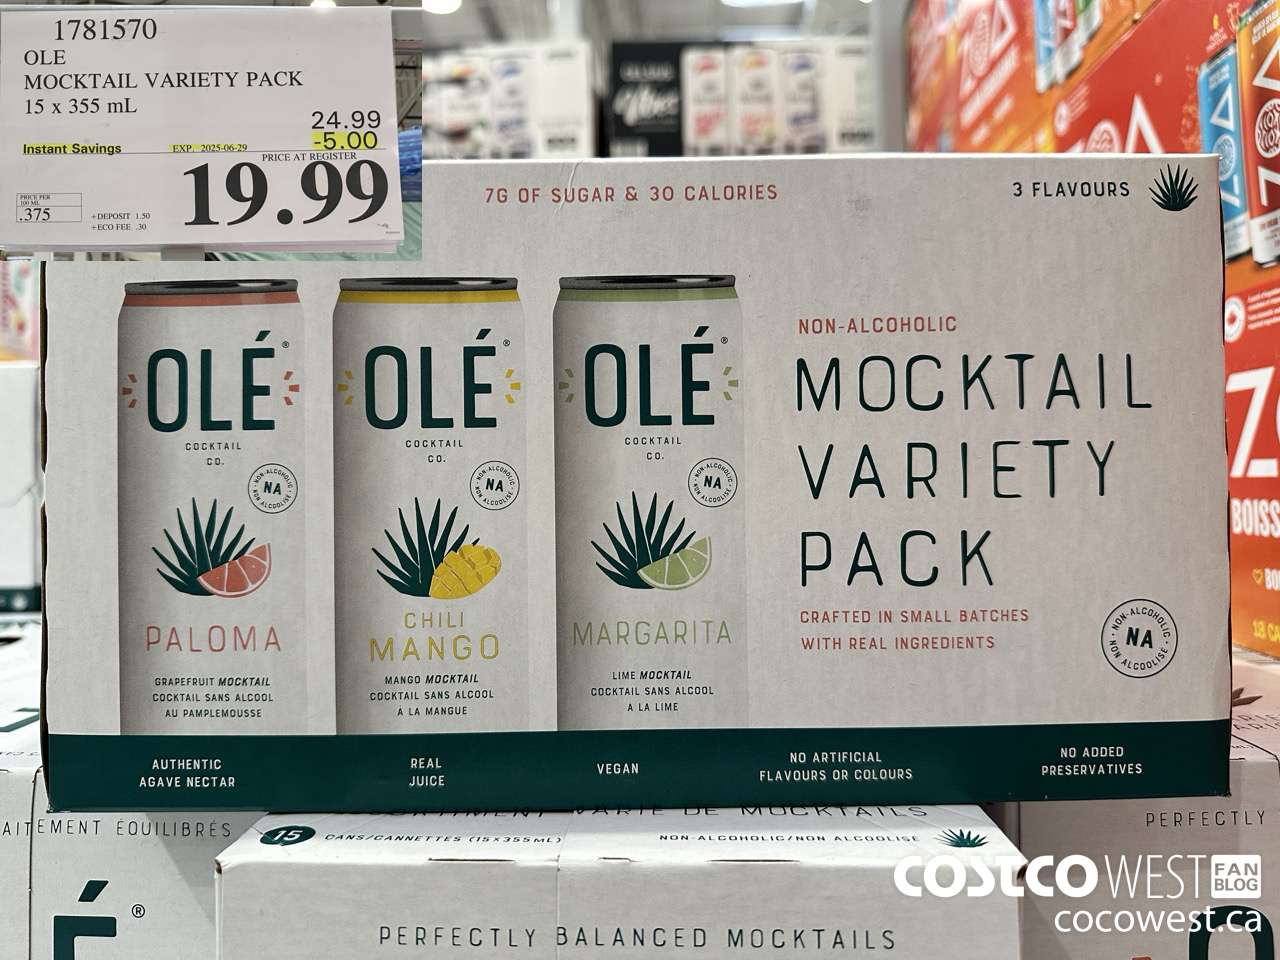 1781570
OLE
MOCKTAIL VARIETY PACK
15 x 355 mL
24.99
Instant Savings EXP. 2025-06-29 -5.00
PRICE AT REGISTER
19.99
PRICE PER
100 ML
.375
+DEPOSIT 1.50
+ECO FEE .30
7G OF SUGAR & 30 CALORIES
3 FLAVOURS
OLÉ®
COCKTAIL
CO.
NON-ALCOHOLIC
NA
NON ALCOOLISÉ
PALOMA
GRAPEFRUIT MOCKTAIL
COCKTAIL SANS ALCOOL
AU PAMPLEMOUSSE
OLÉ®
COCKTAIL
CO.
NON-ALCOHOLIC
NA
NON ALCOOLISÉ
CHILI
MANGO
MANGO MOCKTAIL
COCKTAIL SANS ALCOOL
À LA MANGUE
OLÉ®
COCKTAIL
CO.
NON-ALCOHOLIC
NA
NON ALCOOLISÉ
MARGARITA
LIME MOCKTAIL
COCKTAIL SANS ALCOOL
À LA LIME
NON-ALCOHOLIC
MOCKTAIL
VARIETY
PACK
CRAFTED IN SMALL BATCHES
WITH REAL INGREDIENTS
NON-ALCOHOLIC
NA
NON ALCOOLISÉ
AUTHENTIC
AGAVE NECTAR
REAL
JUICE
VEGAN
NO ARTIFICIAL
FLAVOURS OR COLOURS
NO ADDED
PRESERVATIVES
BOISS
18 C
AITEMENT ÉQUILIBRÉS
VARIÉ DE MOCKTAILS
15 CANS/CANNETTES (15x355ML)
NON-ALCOHOLIC/NON ALCOOLISÉ
PERFECTLY
LÉ®
PERFECTLY BALANCED MOCKTAILS
COSTCO WEST FAN BLOG
cocowest.ca